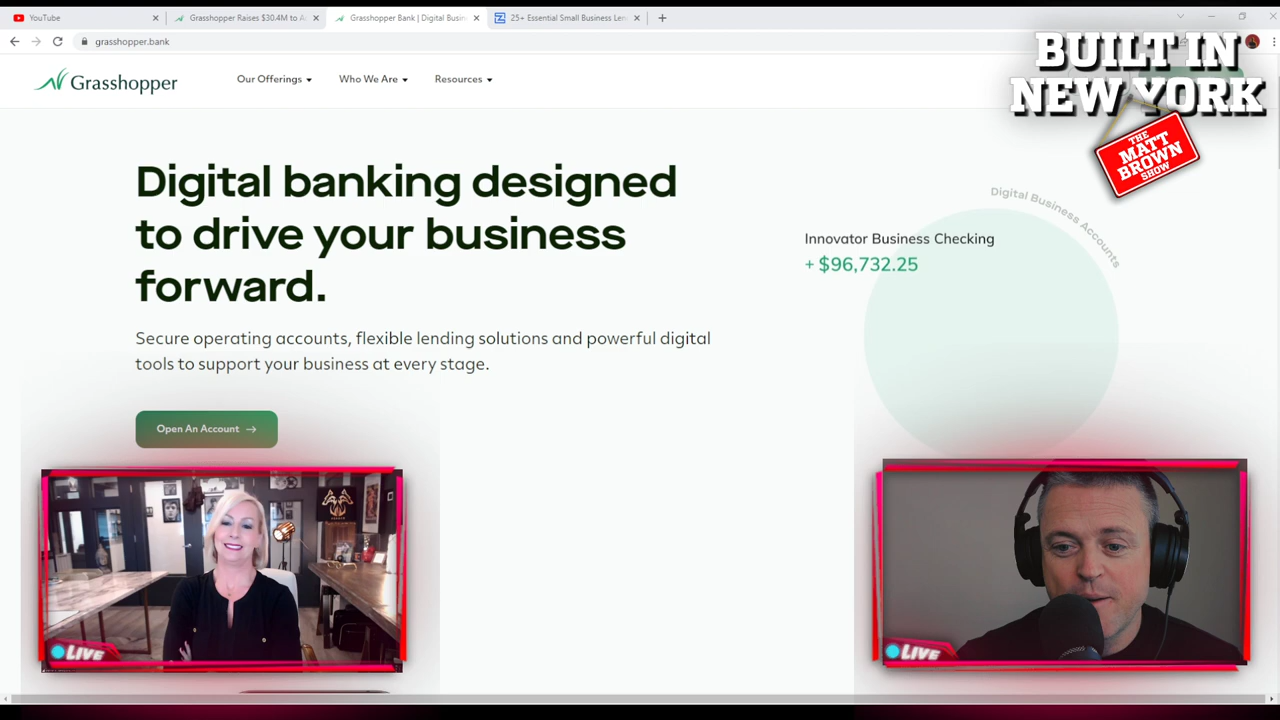 YouTube
Grasshopper Raises $30.4M to A
Grasshopper Bank | Digital Busin
25+ Essential Small Business Len
grasshopper.bank
BUILT IN
NEW YORK
THE
MATT
BROWN
SHOW
Grasshopper
Our Offerings
Who We Are
Resources
Digital banking designed
to drive your business
forward.
Secure operating accounts, flexible lending solutions and powerful digital
tools to support your business at every stage.
Open An Account →
Digital Business Accounts
Innovator Business Checking
+ $96,732.25
LIVE
LIVE